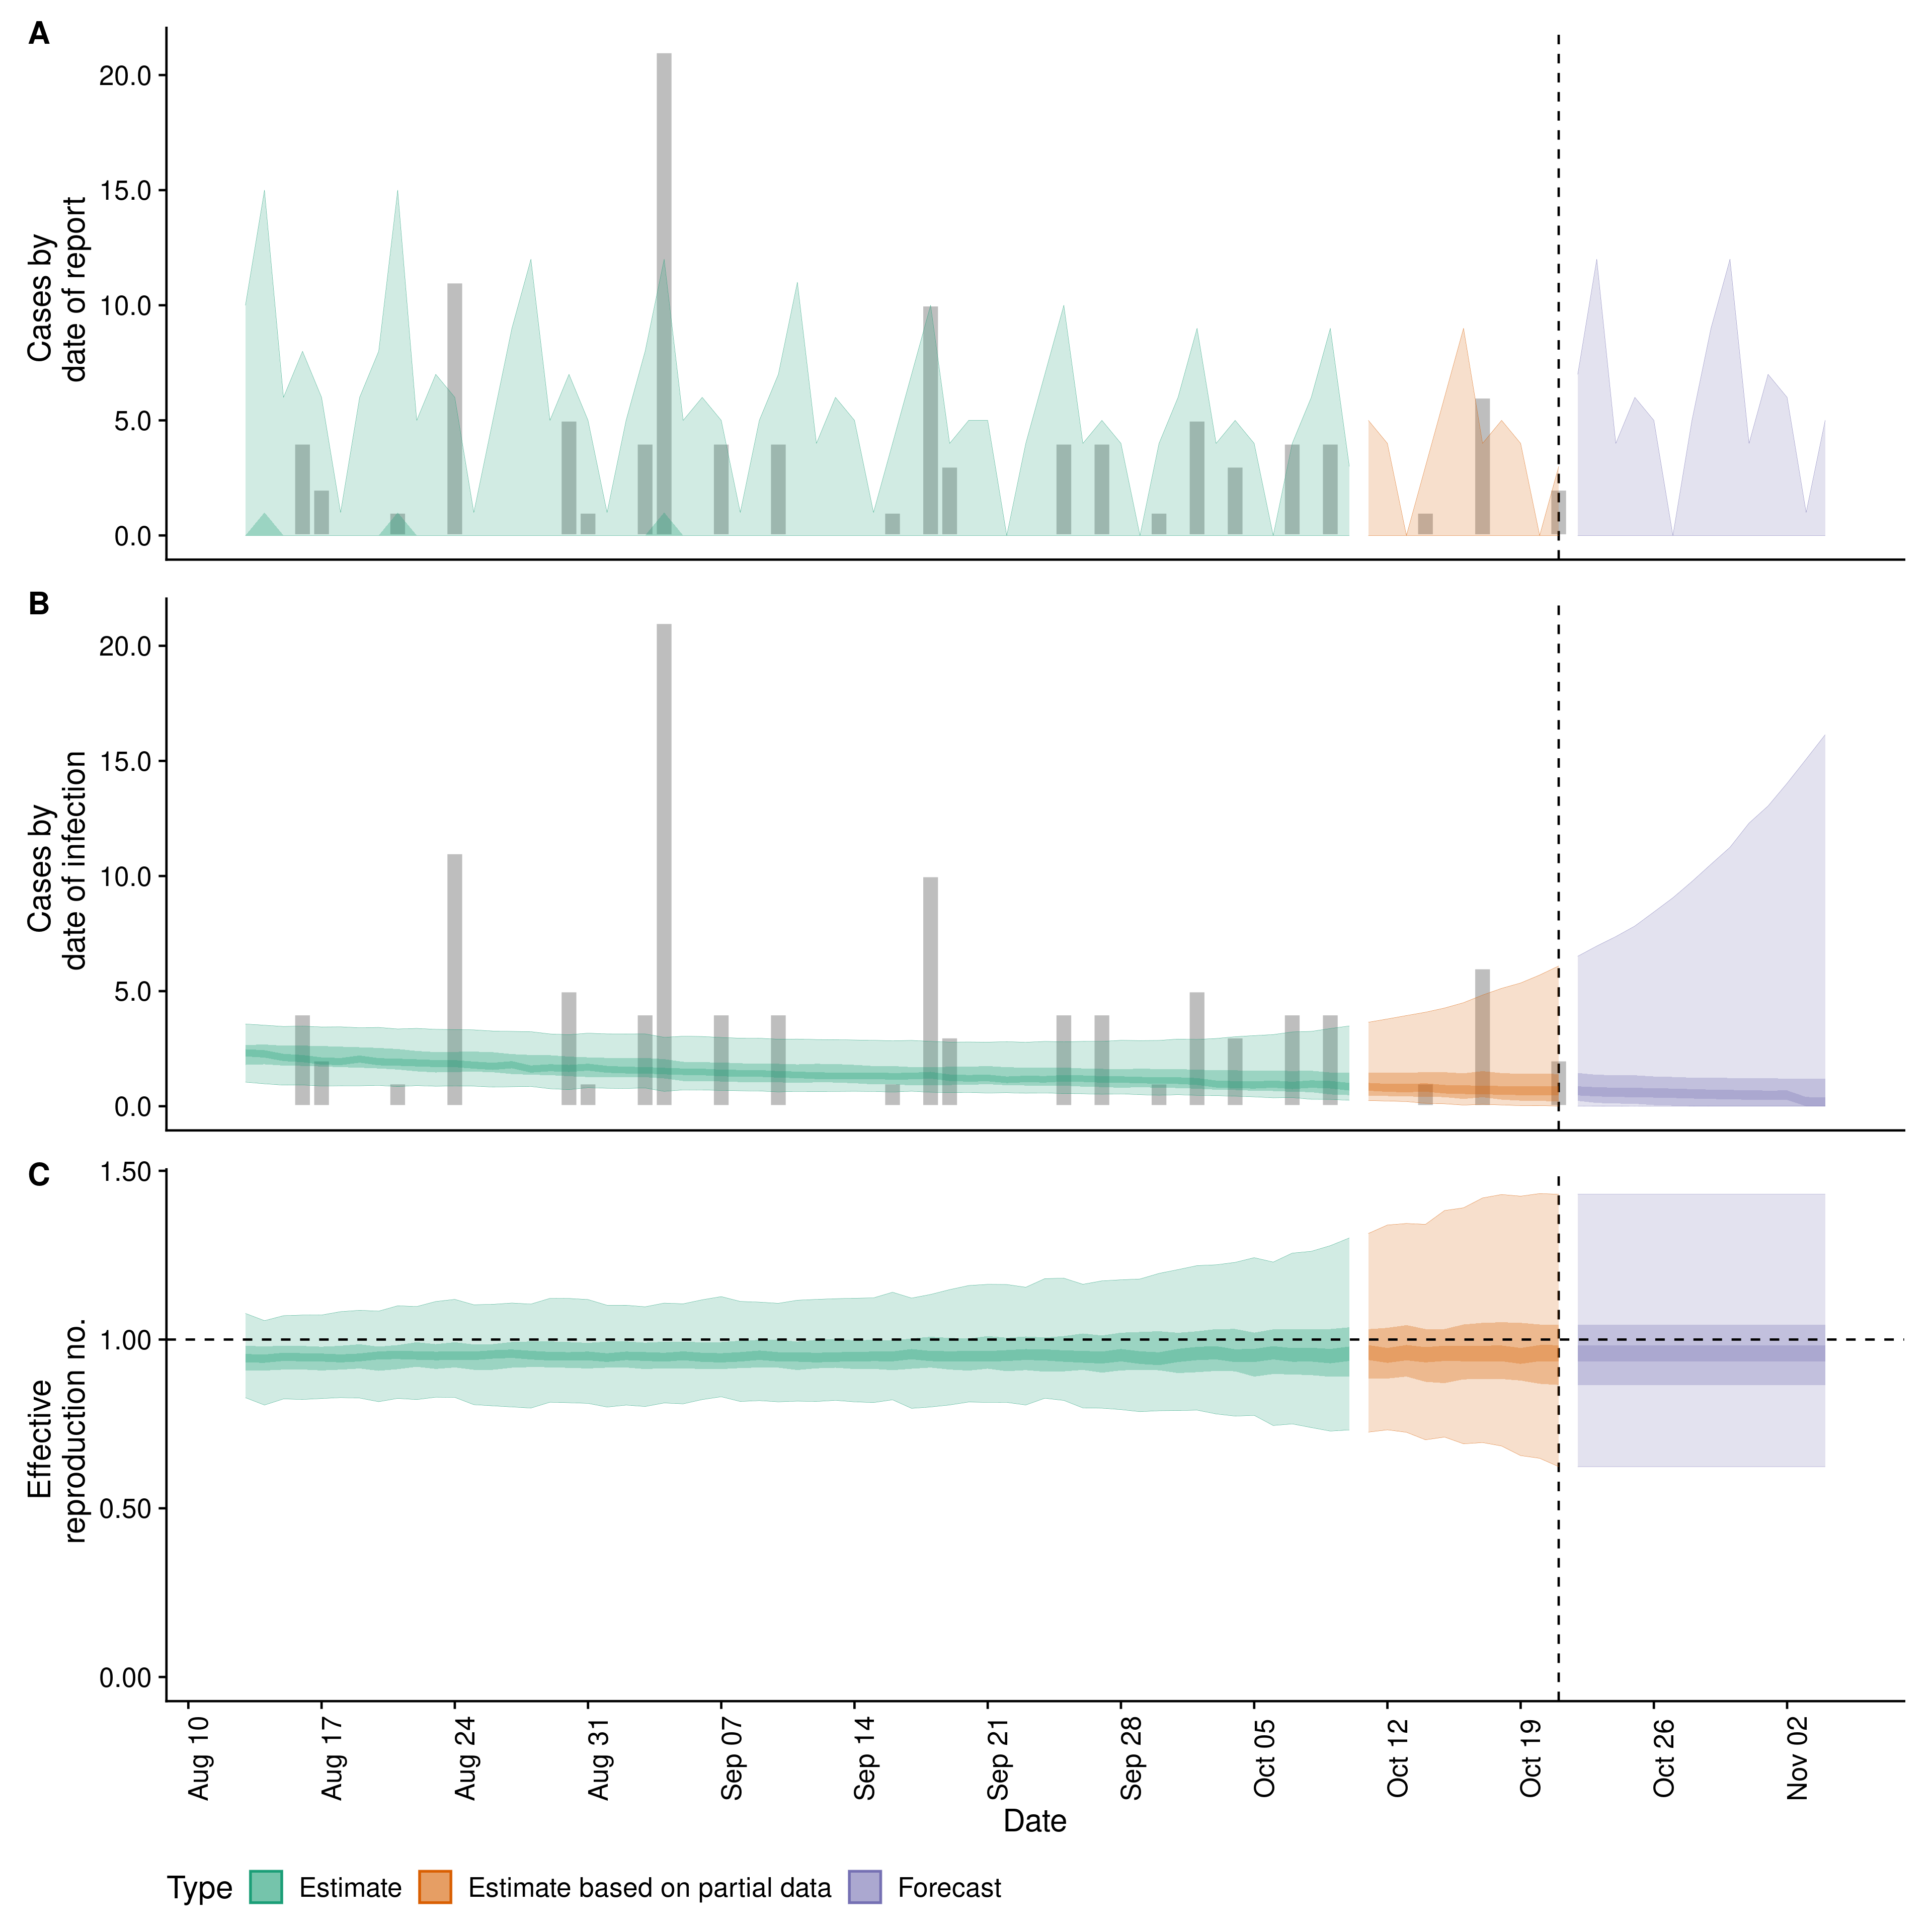 A
20.0
15.0
10.0
5.0
0.0
Cases by
date of report
B
20.0
15.0
10.0
5.0
0.0
Cases by
date of infection
C
1.50
1.00
0.50
0.00
Effective
reproduction no.
Aug 10
Aug 17
Aug 24
Aug 31
Sep 07
Sep 14
Sep 21
Sep 28
Oct 05
Oct 12
Oct 19
Oct 26
Nov 02
Date
Type Estimate Estimate based on partial data Forecast